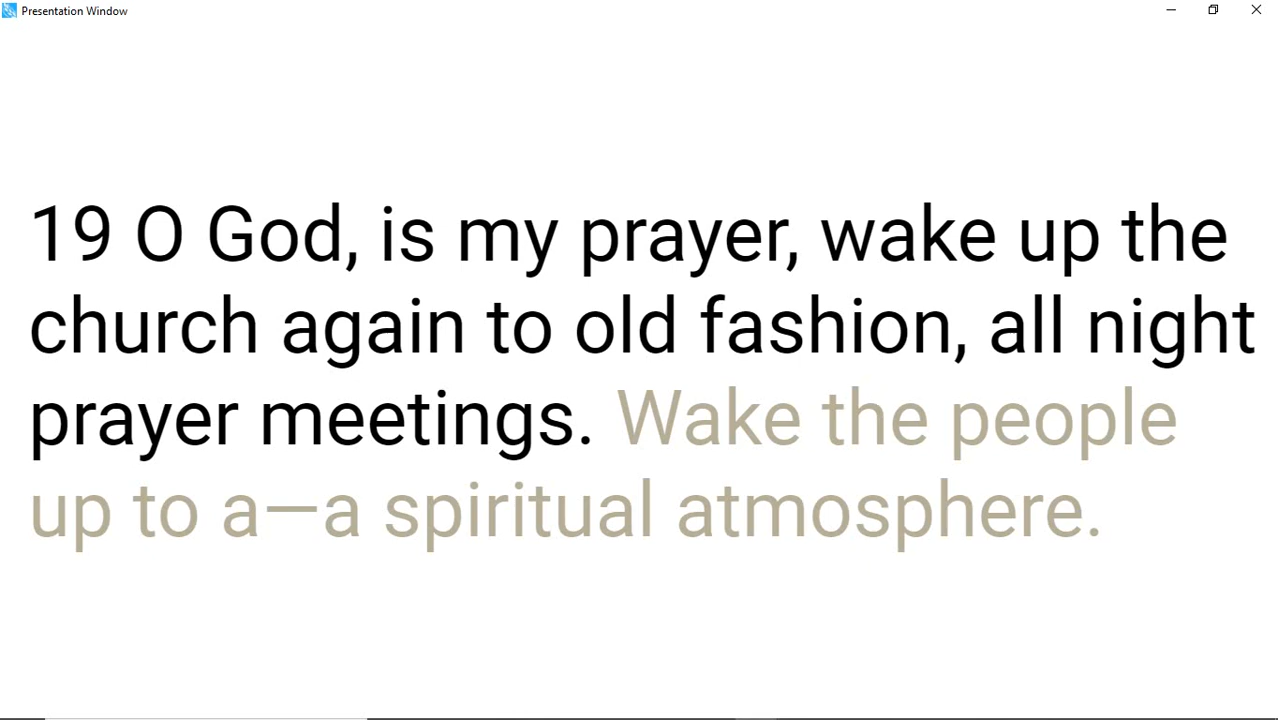 Presentation Window
19 O God, is my prayer, wake up the
church again to old fashion, all night
prayer meetings. Wake the people
up to a—a spiritual atmosphere.